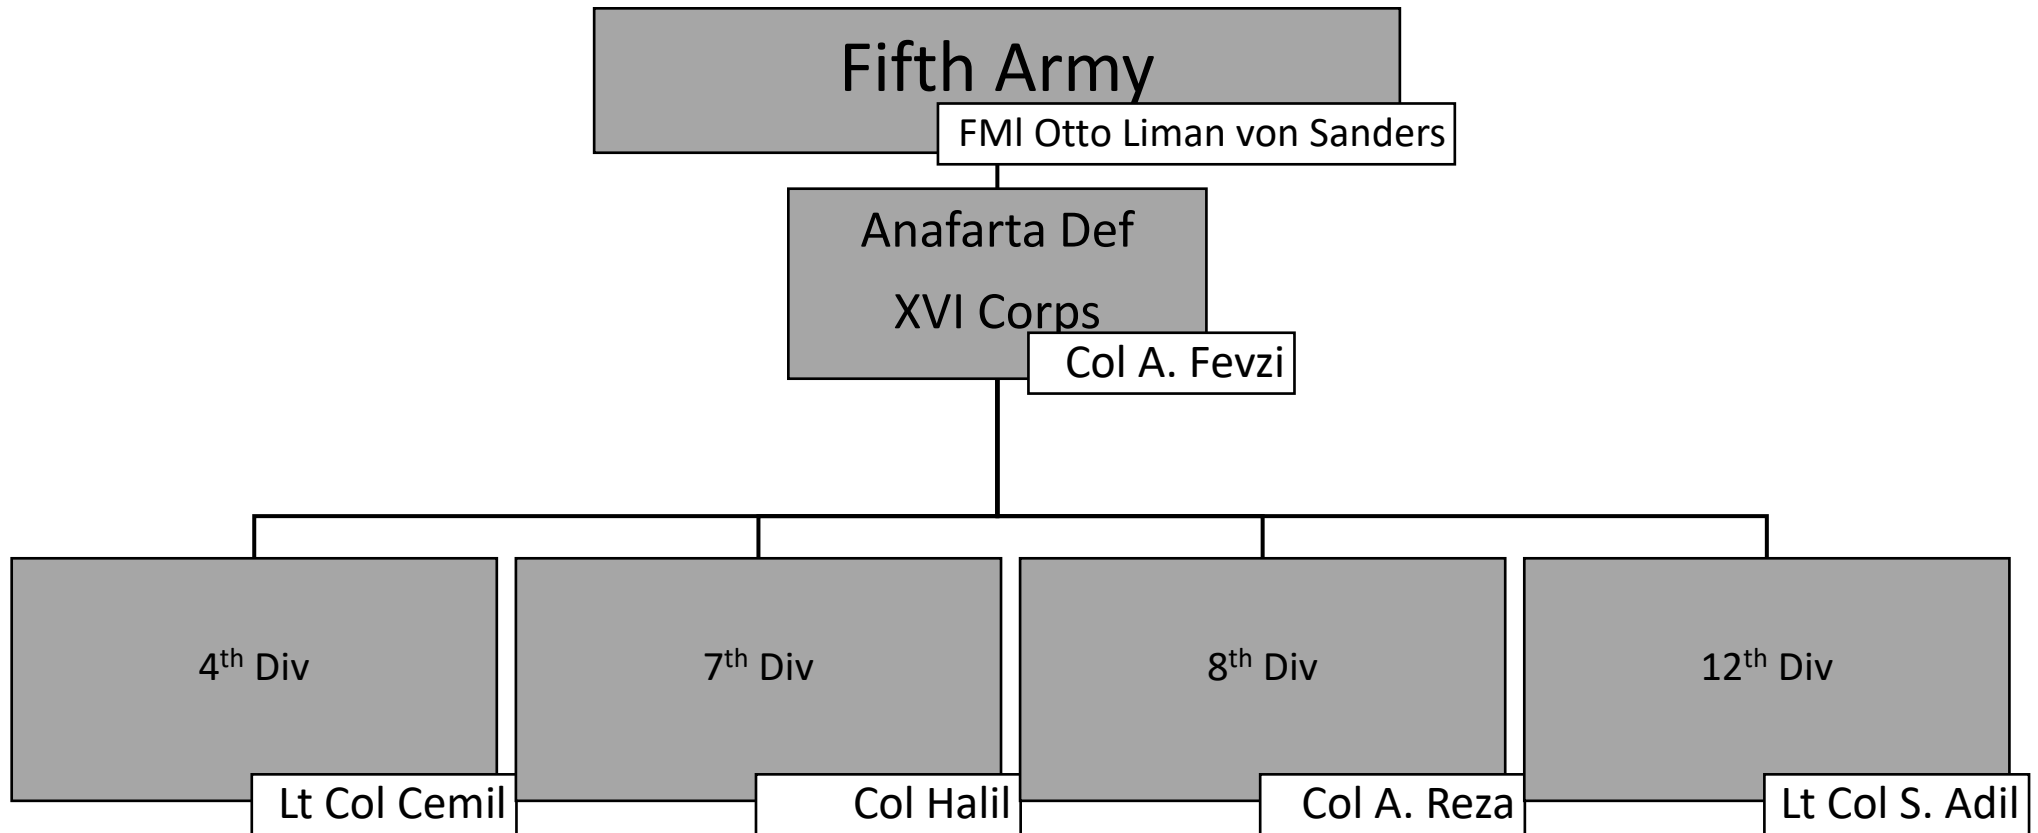 Fifth Army
FMl Otto Liman von Sanders
Anafarta Def
XVI Corps
Col A. Fevzi
4th Div
Lt Col Cemil
7th Div
Col Halil
8th Div
Col A. Reza
12th Div
Lt Col S. Adil